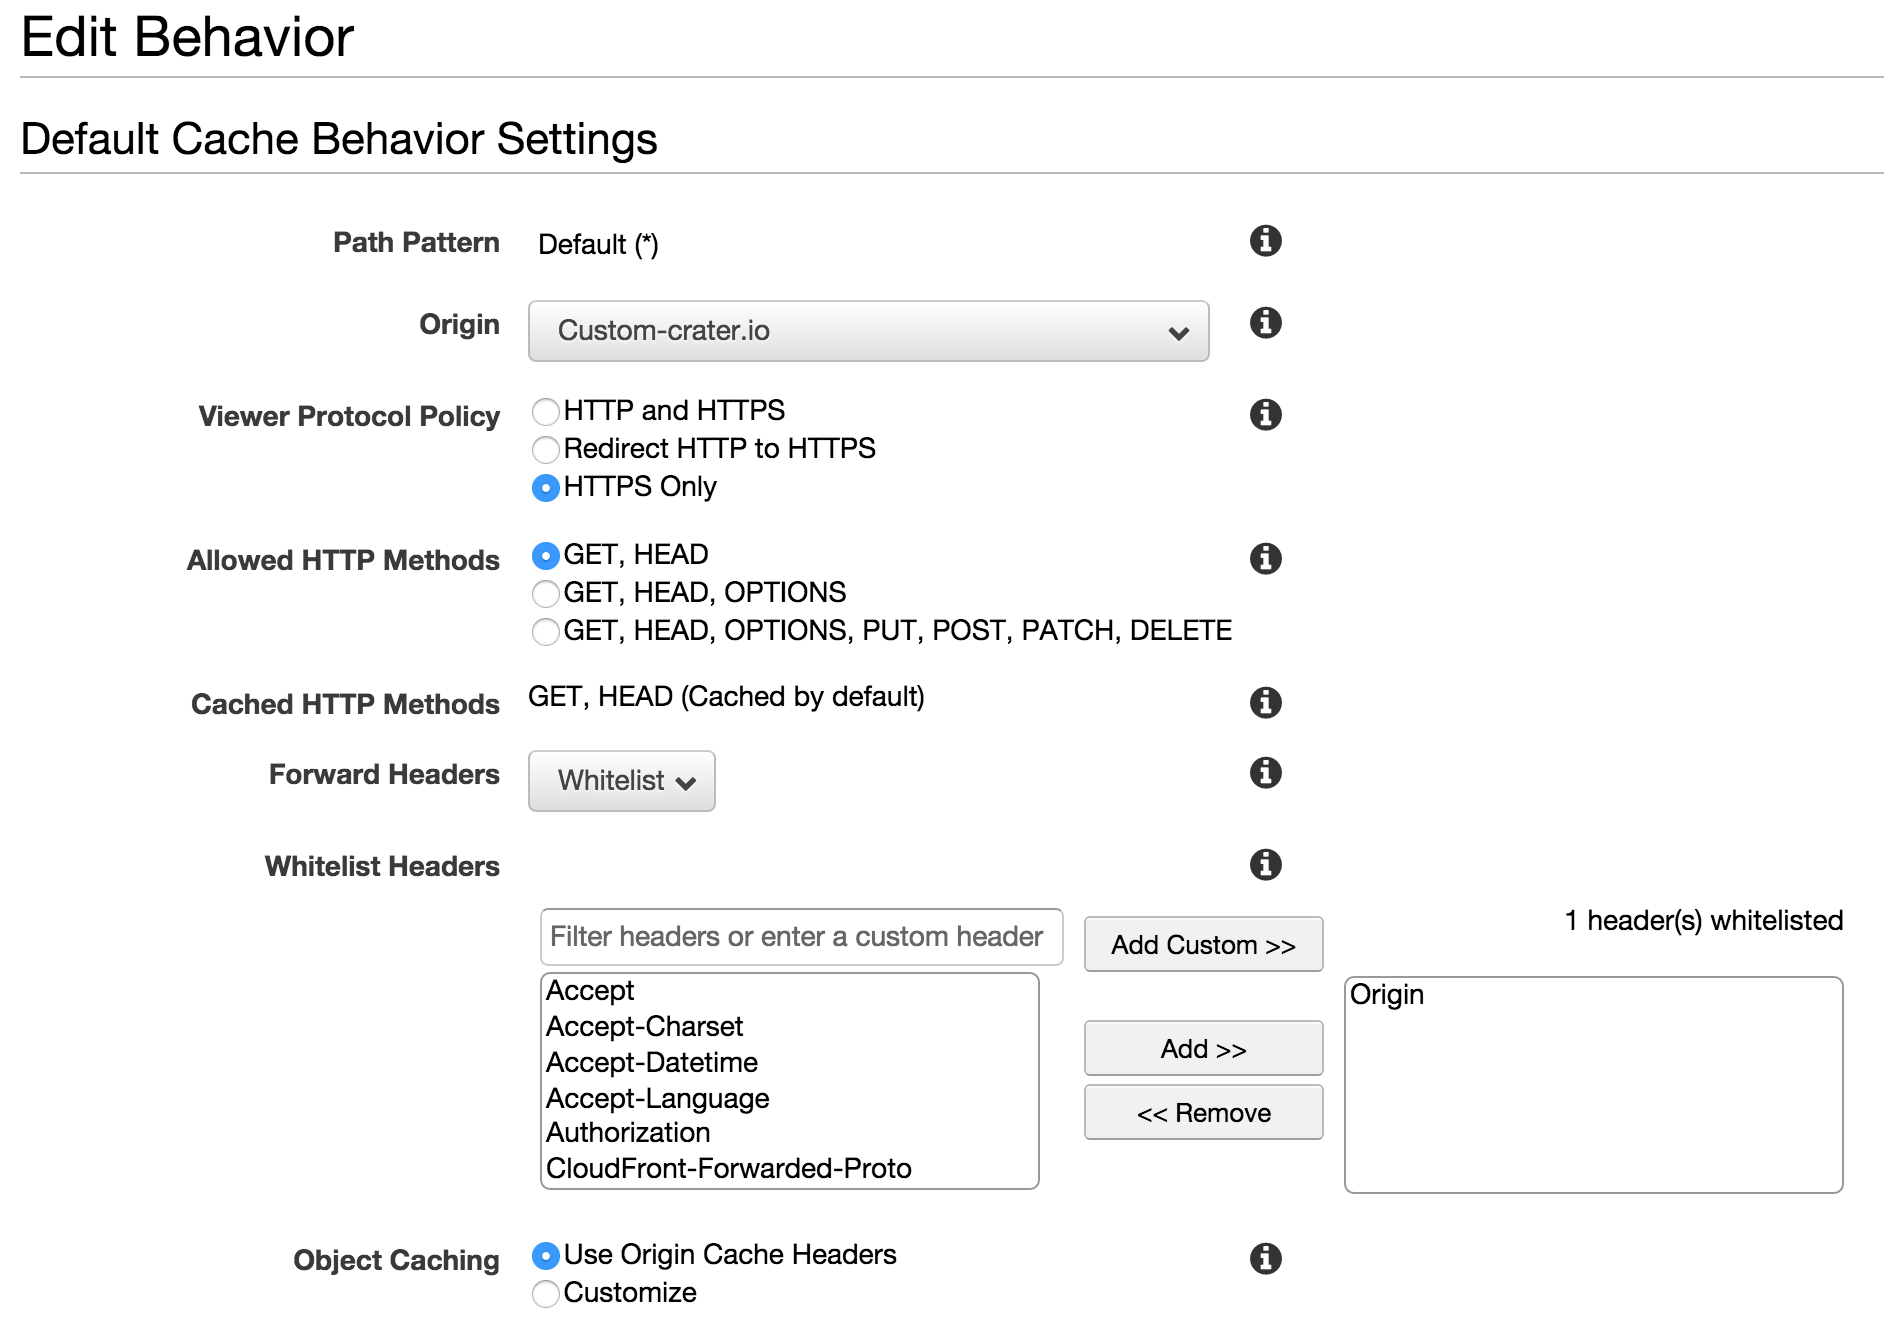 Edit Behavior
Default Cache Behavior Settings
Path Pattern Default (*)
Origin Custom-crater.io
Viewer Protocol Policy HTTP and HTTPS
Redirect HTTP to HTTPS
HTTPS Only
Allowed HTTP Methods GET, HEAD
GET, HEAD, OPTIONS
GET, HEAD, OPTIONS, PUT, POST, PATCH, DELETE
Cached HTTP Methods GET, HEAD (Cached by default)
Forward Headers Whitelist
Whitelist Headers
Filter headers or enter a custom header Add Custom >> 1 header(s) whitelisted
Accept Origin
Accept-Charset
Accept-Datetime Add >>
Accept-Language << Remove
Authorization
CloudFront-Forwarded-Proto
Object Caching Use Origin Cache Headers
Customize